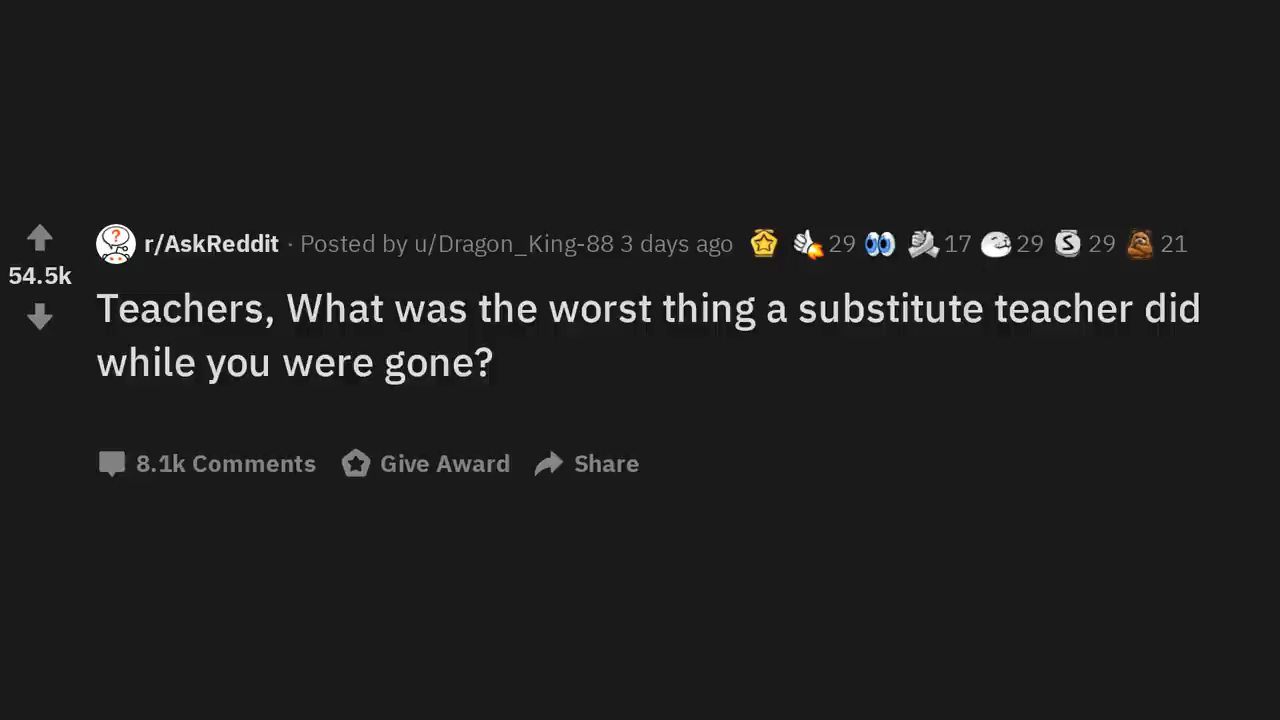 r/AskReddit · Posted by u/Dragon_King-88 3 days ago 29 17 29 S 29 21
54.5k
Teachers, What was the worst thing a substitute teacher did
while you were gone?
8.1k Comments Give Award Share